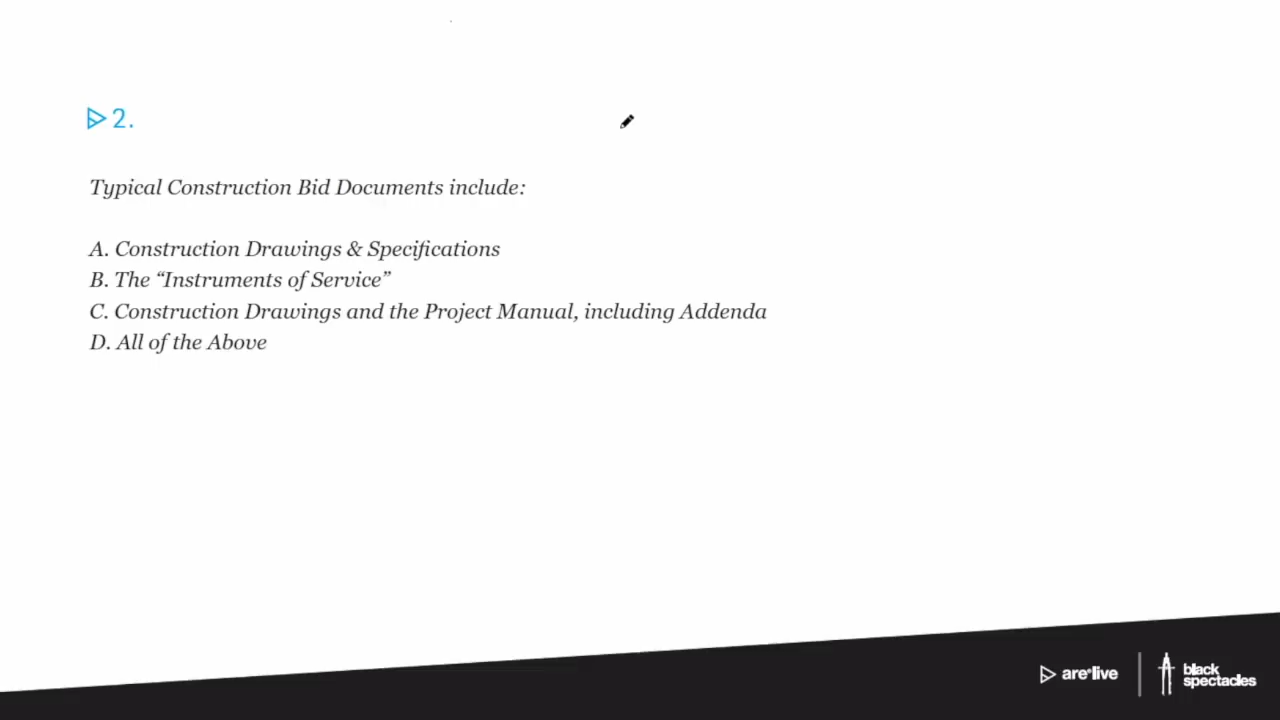 2.
Typical Construction Bid Documents include:
A. Construction Drawings & Specifications
B. The “Instruments of Service”
C. Construction Drawings and the Project Manual, including Addenda
D. All of the Above
are®live
black
spectacles